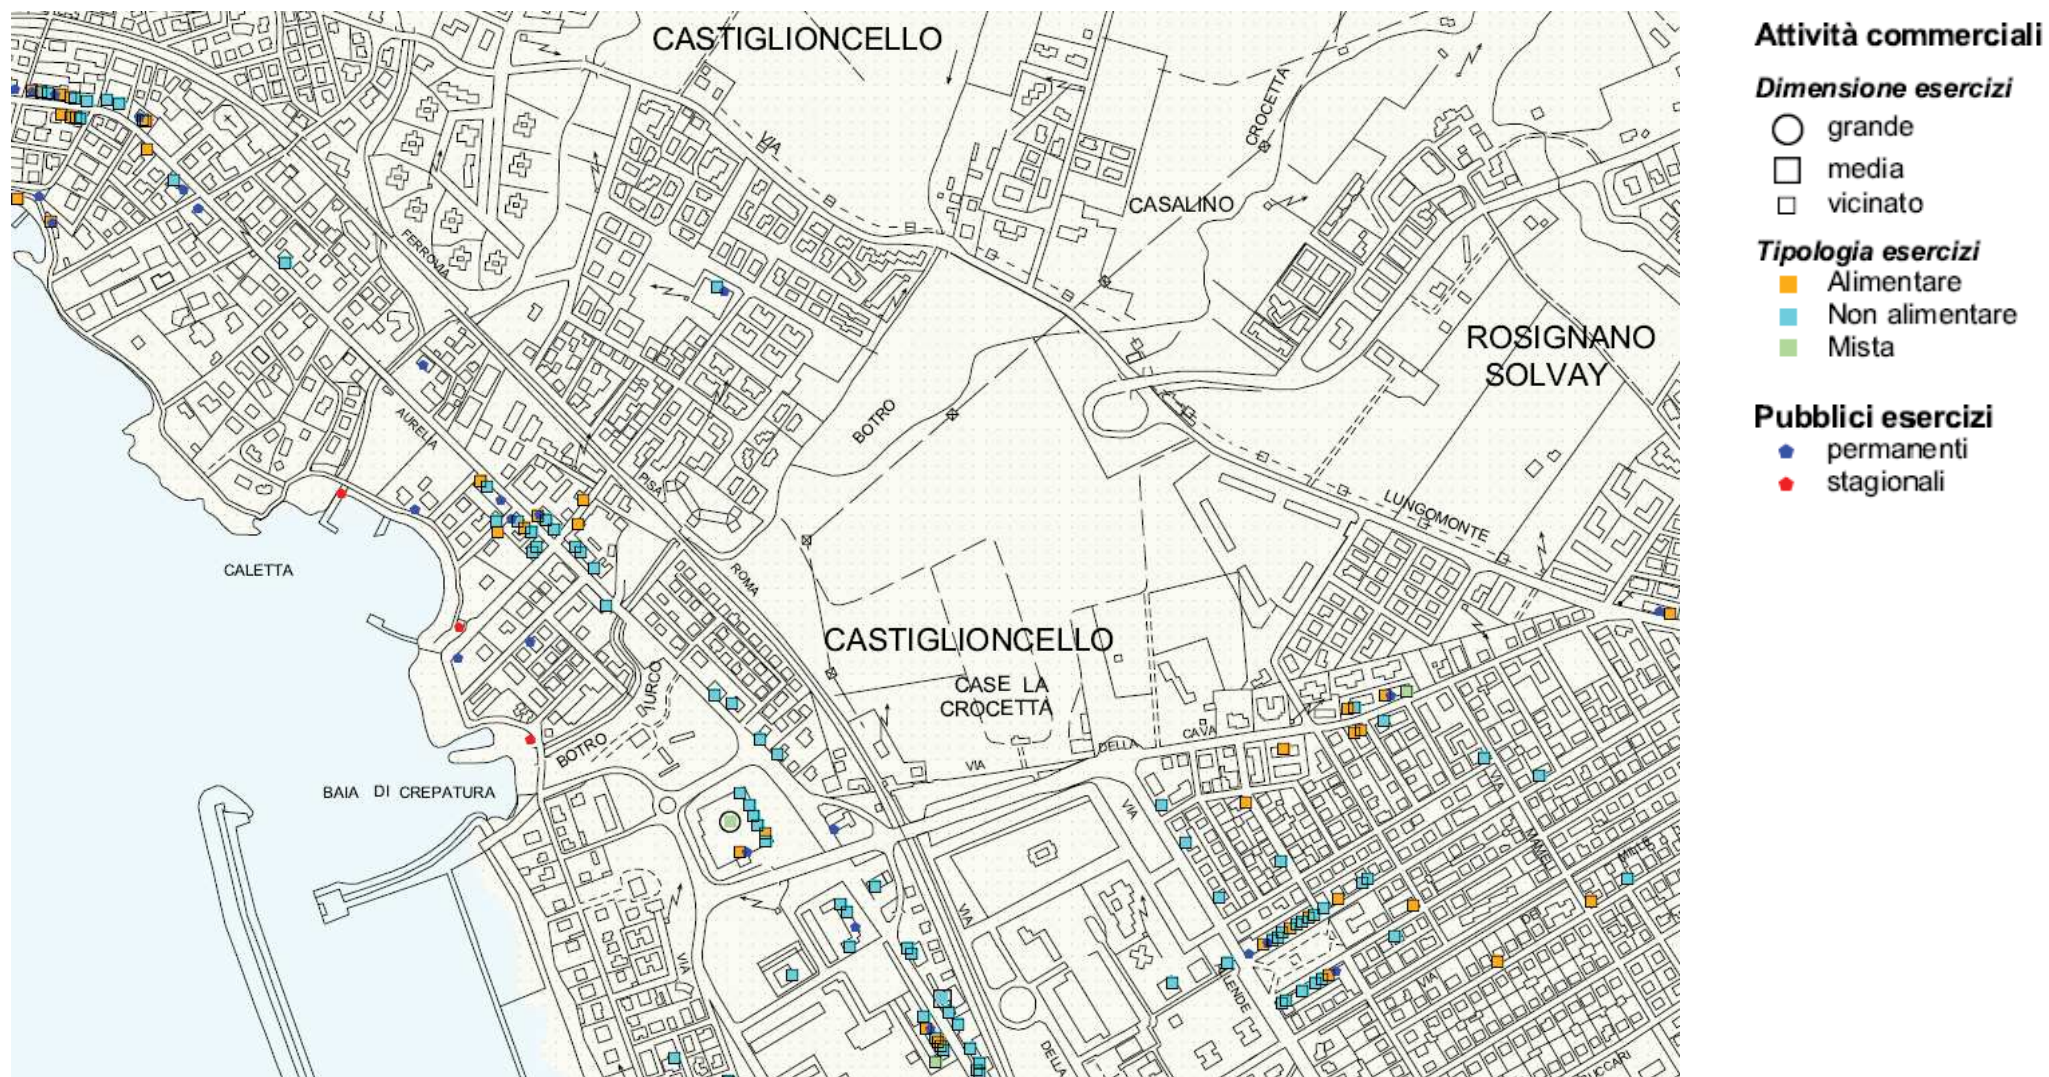 CASTIGLIONCELLO
VIA
CROCETTA
CASALINO
FERROVIA
ROSIGNANO
SOLVAY
BOTRO
AURELIA
PISA
LUNGOMONTE
CALETTA
ROMA
CASTIGLIONCELLO
CASE LA
CROCETTA
BOTRO
VIA
DELLA
CAVA
VIA
VIA
BAIA DI CREPATURA
MILLE
DEI
VIA
VIA
VIA
DELLA
Attività commerciali
Dimensione esercizi
grande
media
vicinato
Tipologia esercizi
Alimentare
Non alimentare
Mista
Pubblici esercizi
permanenti
stagionali